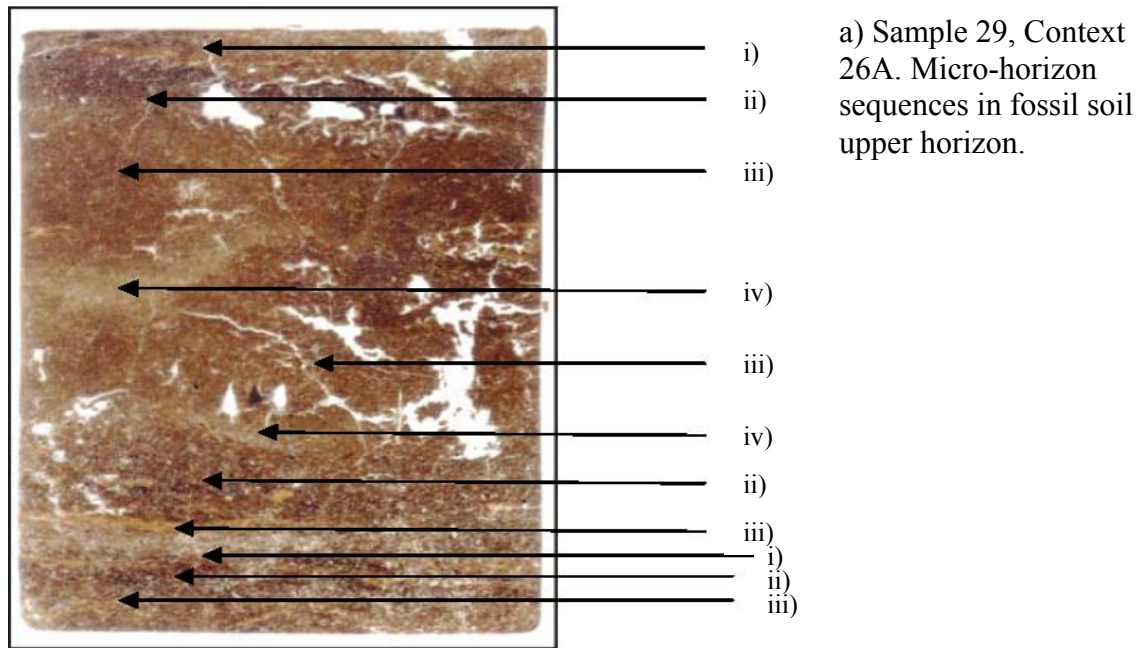 a) Sample 29, Context
26A. Micro-horizon
sequences in fossil soil
upper horizon.
i)
ii)
iii)
iv)
iii)
iv)
ii)
iii)
i)
ii)
iii)